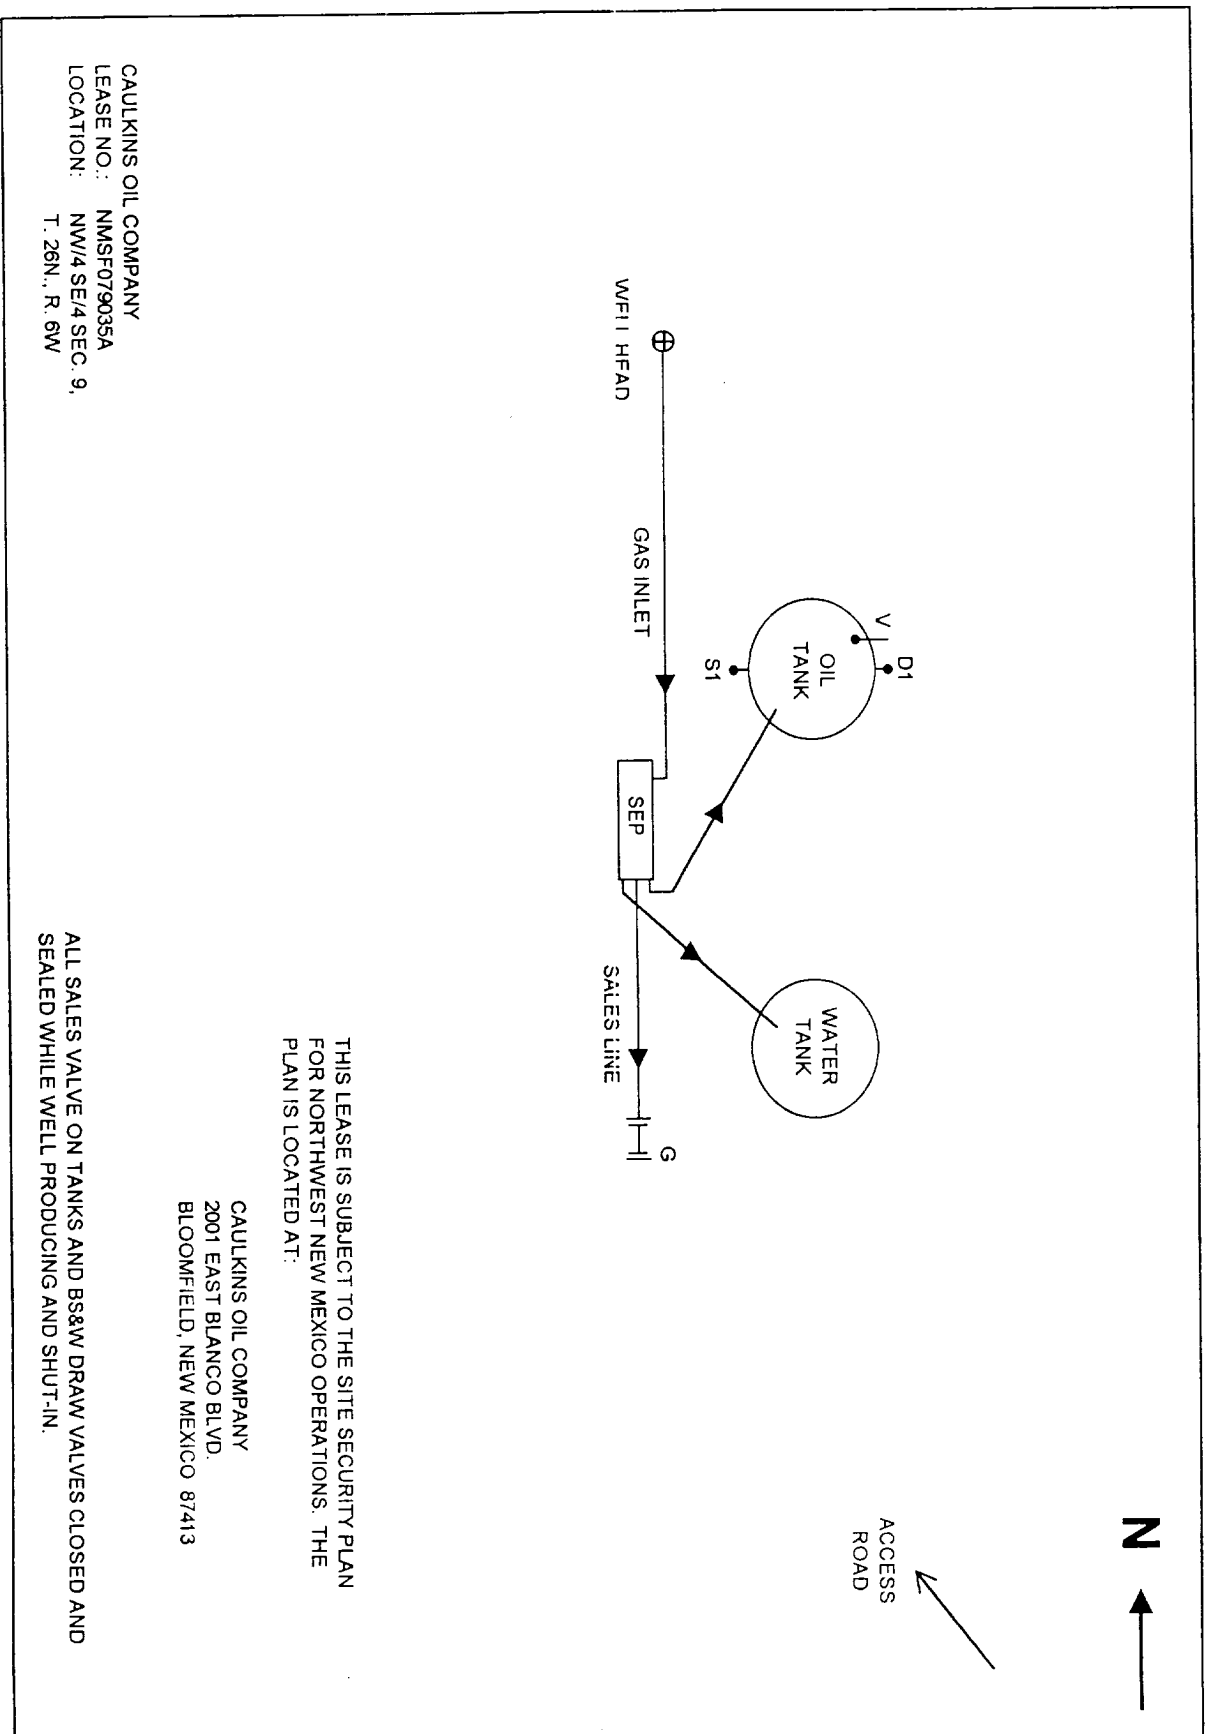 N
ACCESS
ROAD
V
D1
OIL
TANK
S1
WATER
TANK
GAS INLET
SEP
SALES LINE
G
WELL HEAD
THIS LEASE IS SUBJECT TO THE SITE SECURITY PLAN
FOR NORTHWEST NEW MEXICO OPERATIONS. THE
PLAN IS LOCATED AT:
CAULKINS OIL COMPANY
2001 EAST BLANCO BLVD.
BLOOMFIELD, NEW MEXICO 87413
CAULKINS OIL COMPANY
LEASE NO.: NMSF079035A
LOCATION: NW/4 SE/4 SEC. 9,
T. 26N., R. 6W
ALL SALES VALVE ON TANKS AND BS&W DRAW VALVES CLOSED AND
SEALED WHILE WELL PRODUCING AND SHUT-IN.